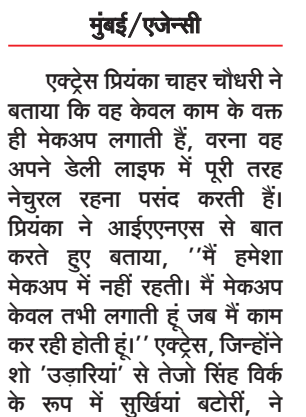 मुंबई/एजेन्सी
एक्ट्रेस प्रियंका चाहर चौधरी ने
बताया कि वह केवल काम के वक्त
ही मेकअप लगाती हैं, वरना वह
अपने डेली लाइफ में पूरी तरह
नेचुरल रहना पसंद करती हैं।
प्रियंका ने आईएएनएस से बात
करते हुए बताया, ''मैं हमेशा
मेकअप में नहीं रहती। मैं मेकअप
केवल तभी लगाती हूं जब मैं काम
कर रही होती हूं।'' एक्ट्रेस, जिन्होंने
शो 'उड़ारियां' से तेजो सिंह विर्क
के रूप में सुर्खियां बटोरीं, ने